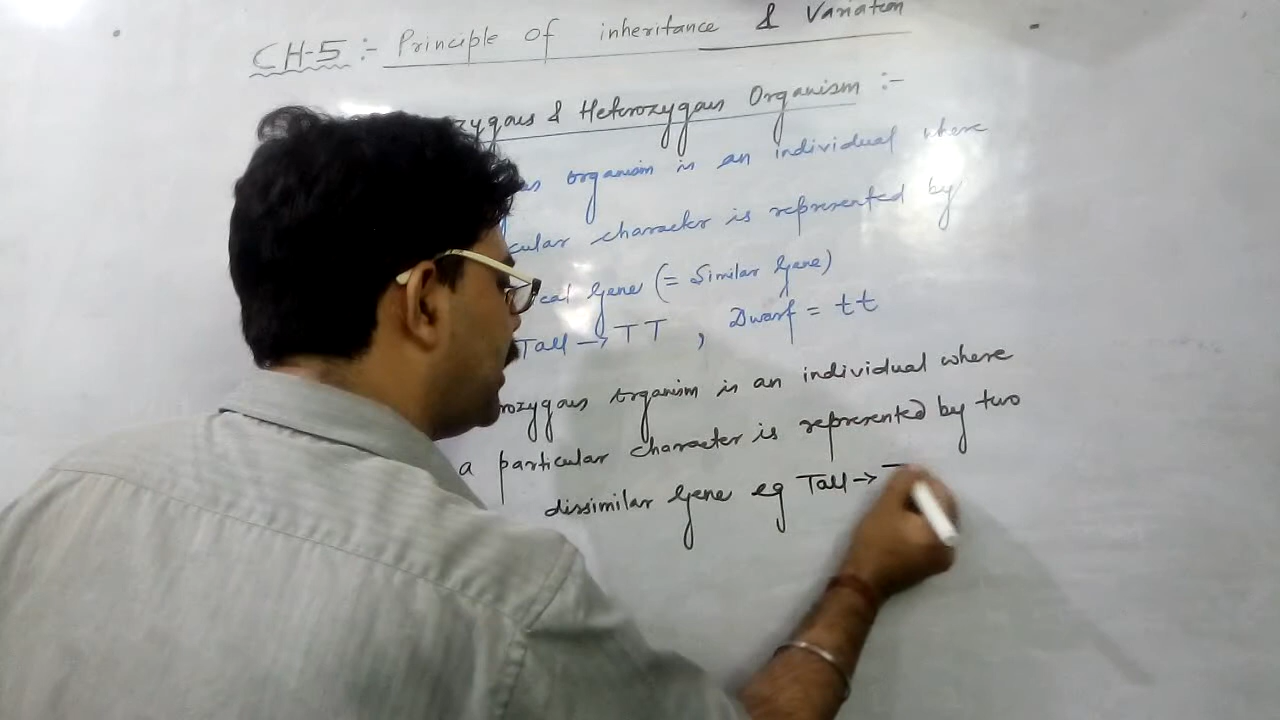 CH-5 :- Principle of inheritance & Variation
zygous & Heterozygous Organism :-
organism is an individual where
cular character is represented by
cal Gene (= Similar Gene)
Tall → TT , Dwarf = tt
rozygous organism is an individual where
a particular character is represented by two
dissimilar Gene eg Tall → T